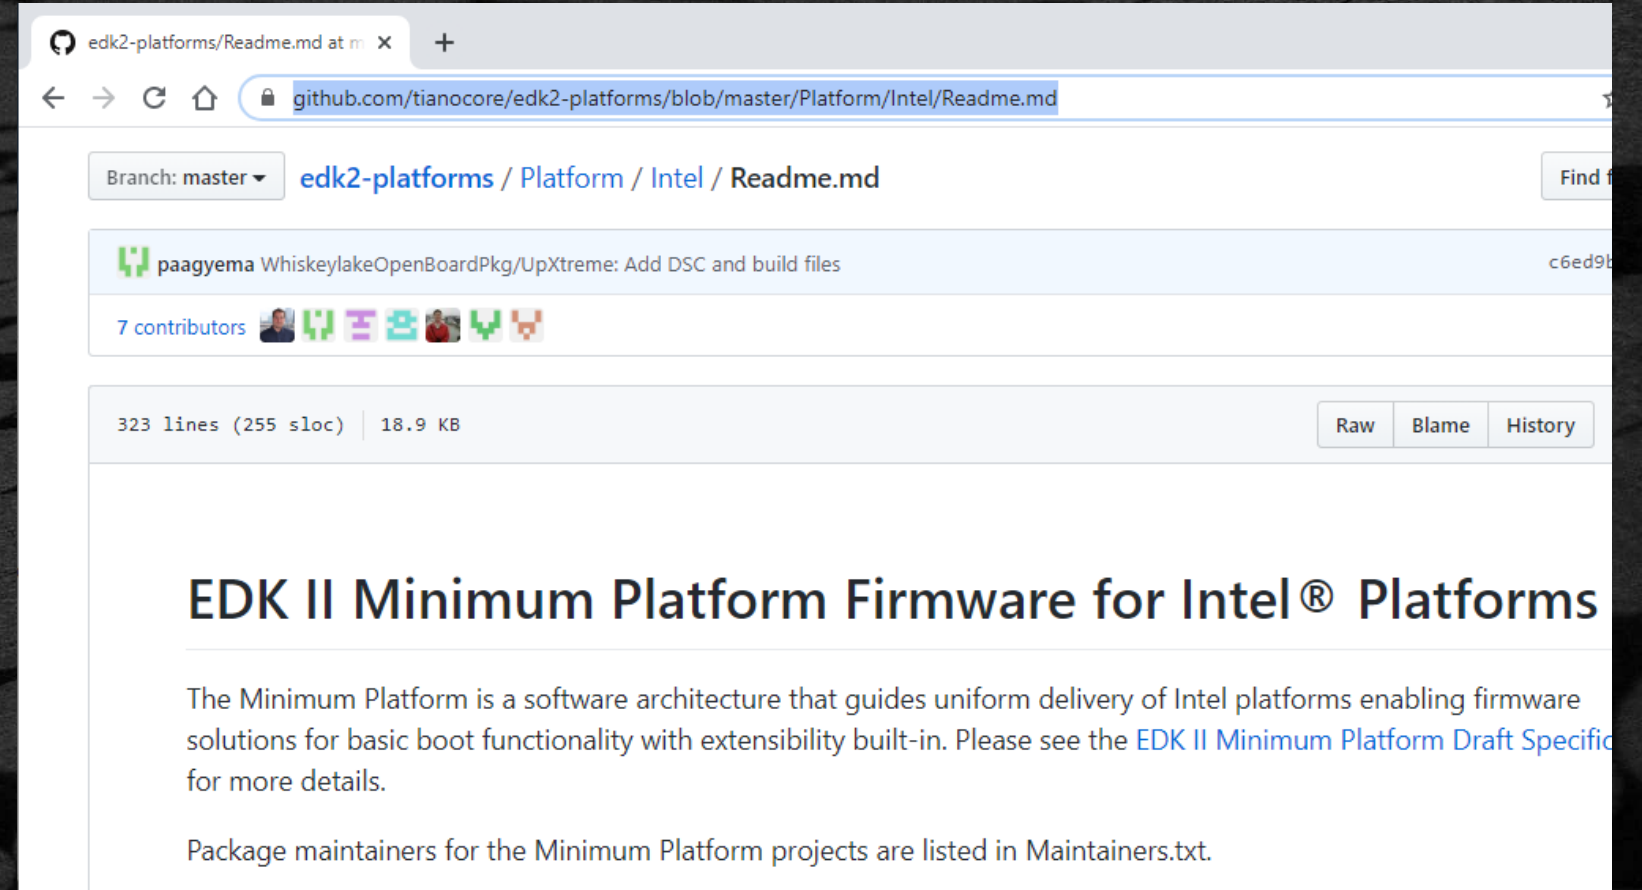 edk2-platforms/Readme.md at m
github.com/tianocore/edk2-platforms/blob/master/Platform/Intel/Readme.md
Branch: master edk2-platforms / Platform / Intel / Readme.md Find
paagyema WhiskeylakeOpenBoardPkg/UpXtreme: Add DSC and build files c6ed9b
7 contributors
323 lines (255 sloc) 18.9 KB Raw Blame History
EDK II Minimum Platform Firmware for Intel® Platforms
The Minimum Platform is a software architecture that guides uniform delivery of Intel platforms enabling firmware
solutions for basic boot functionality with extensibility built-in. Please see the EDK II Minimum Platform Draft Specific
for more details.
Package maintainers for the Minimum Platform projects are listed in Maintainers.txt.